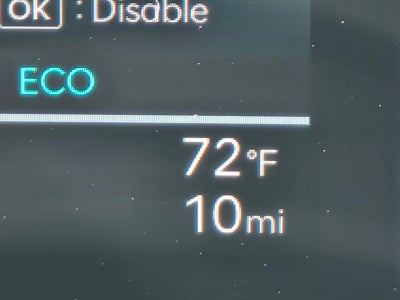 OK : Disable
ECO
72°F
10mi